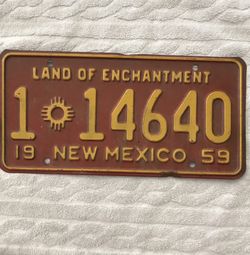 LAND OF ENCHANTMENT
1 14640
19 NEW MEXICO 59